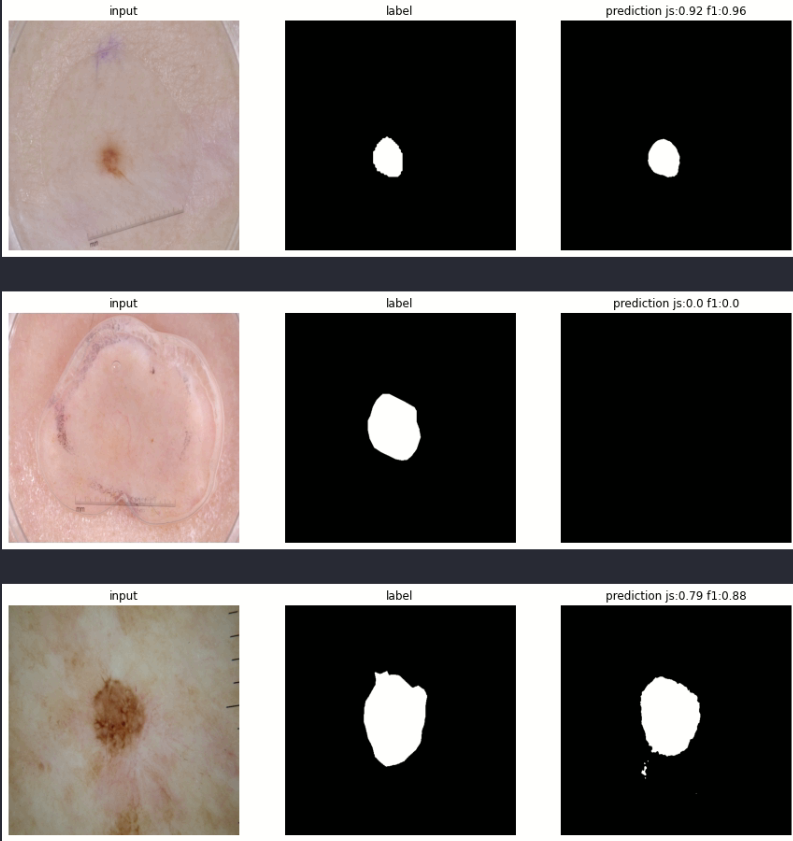 input label prediction js:0.92 f1:0.96
input label prediction js:0.0 f1:0.0
input label prediction js:0.79 f1:0.88